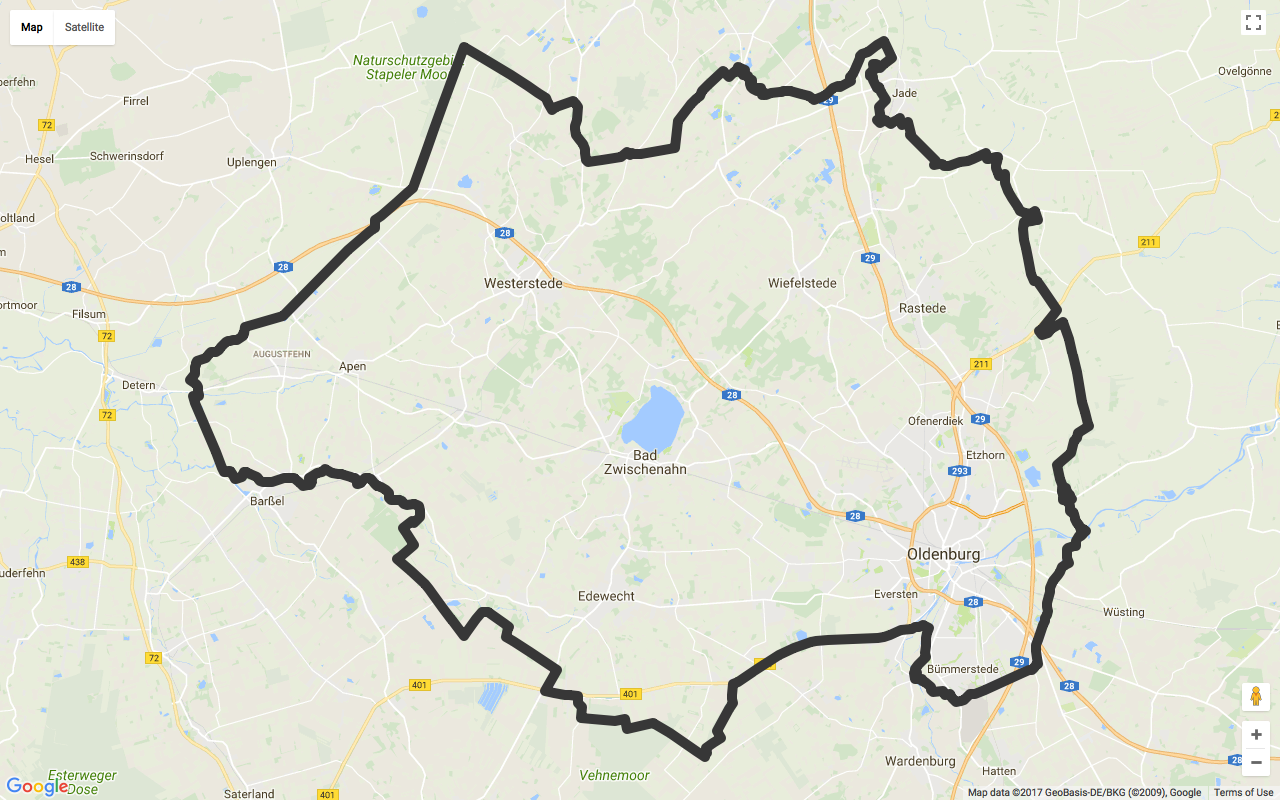 Map
Satellite
Naturschutzgebi
Stapeler Moo
Ovelgönne
perfehn
Firrel
29
Jade
72
Hesel
Schwerinsdorf
Uplengen
oltland
28
211
28
29
28
Westerstede
Wiefelstede
ortmoor
Filsum
Rastede
72
AUGUSTFEHN
Apen
211
Detern
28
72
Ofenerdiek
29
Bad
Zwischenahn
Etzhorn
293
Barßel
28
Oldenburg
438
uderfehn
Edewecht
Eversten
28
Wüsting
72
29
Bümmerstede
401
401
28
Wardenburg
28
Hatten
Esterweger
Dose
Vehnemoor
Google
Saterland
401
Map data ©2017 GeoBasis-DE/BKG (©2009), Google
Terms of Use